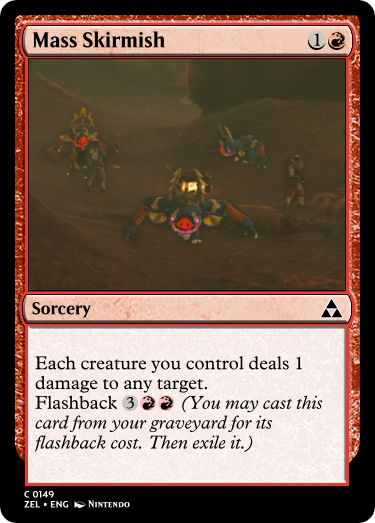 Mass Skirmish 1
Sorcery
Each creature you control deals 1
damage to any target.
Flashback 3 (You may cast this
card from your graveyard for its
flashback cost. Then exile it.)
C 0149
ZEL • ENG Nintendo